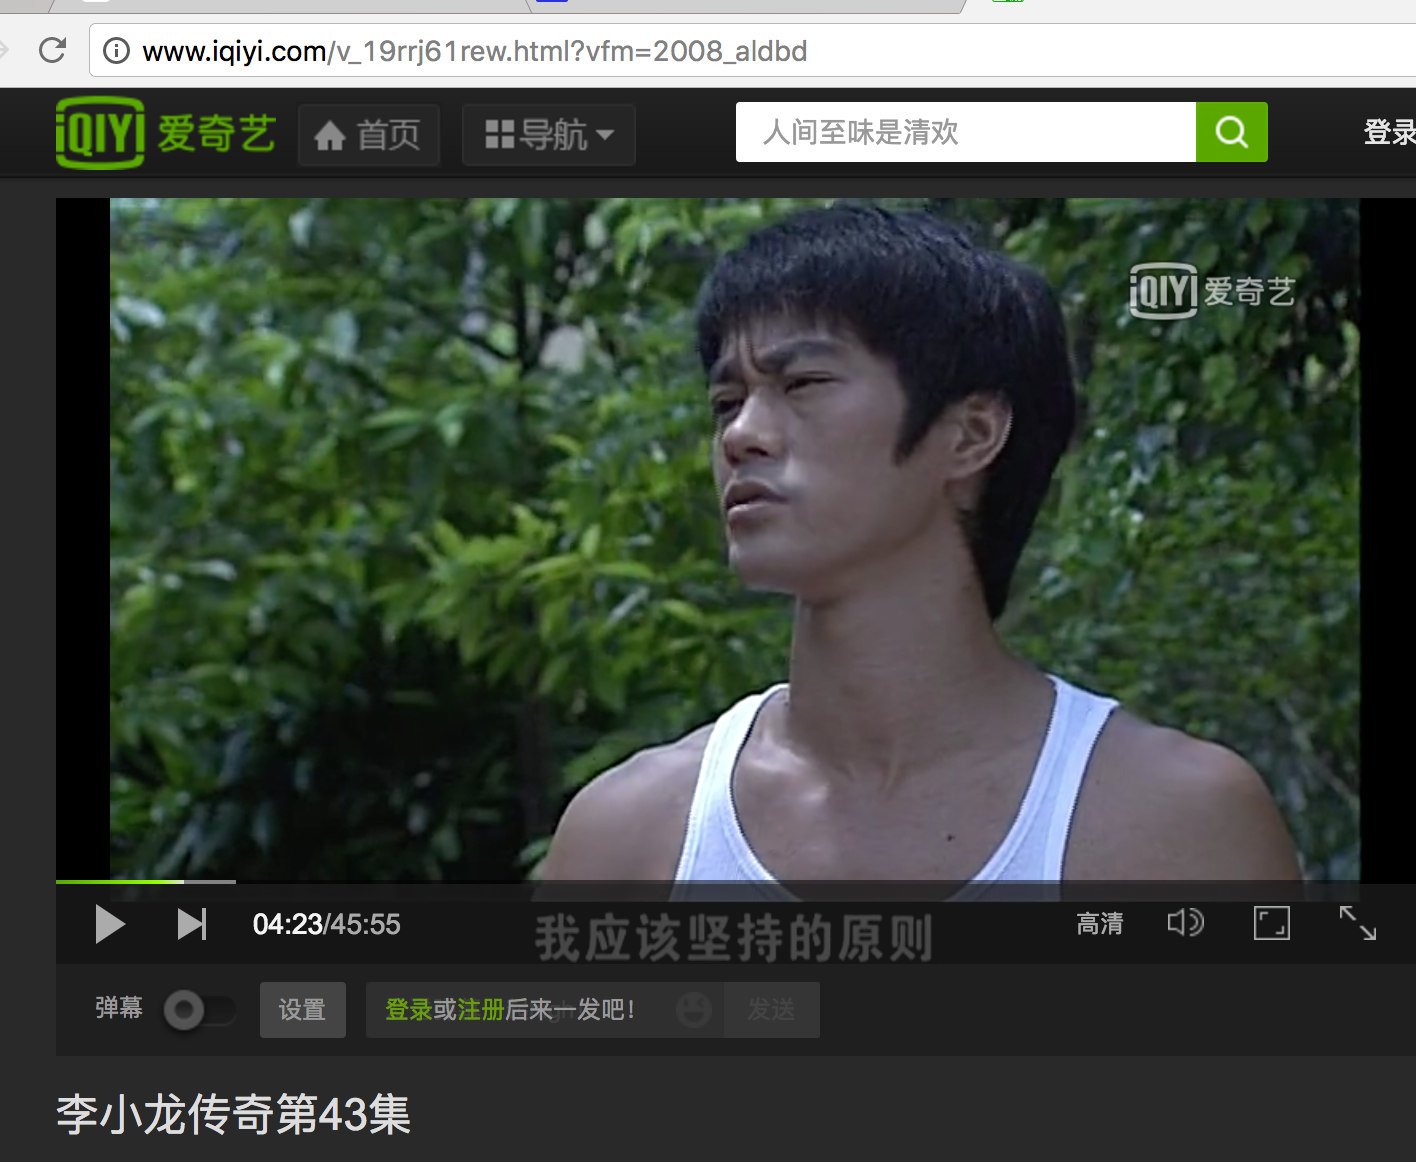 www.iqiyi.com/v_19rrj61rew.html?vfm=2008_aldbd
iQIYI 爱奇艺 首页 导航 人间至味是清欢 登录
iQIYI 爱奇艺
04:23/45:55 我应该坚持的原则 高清
弹幕 设置 登录或注册后来一发吧! 发送
李小龙传奇第43集